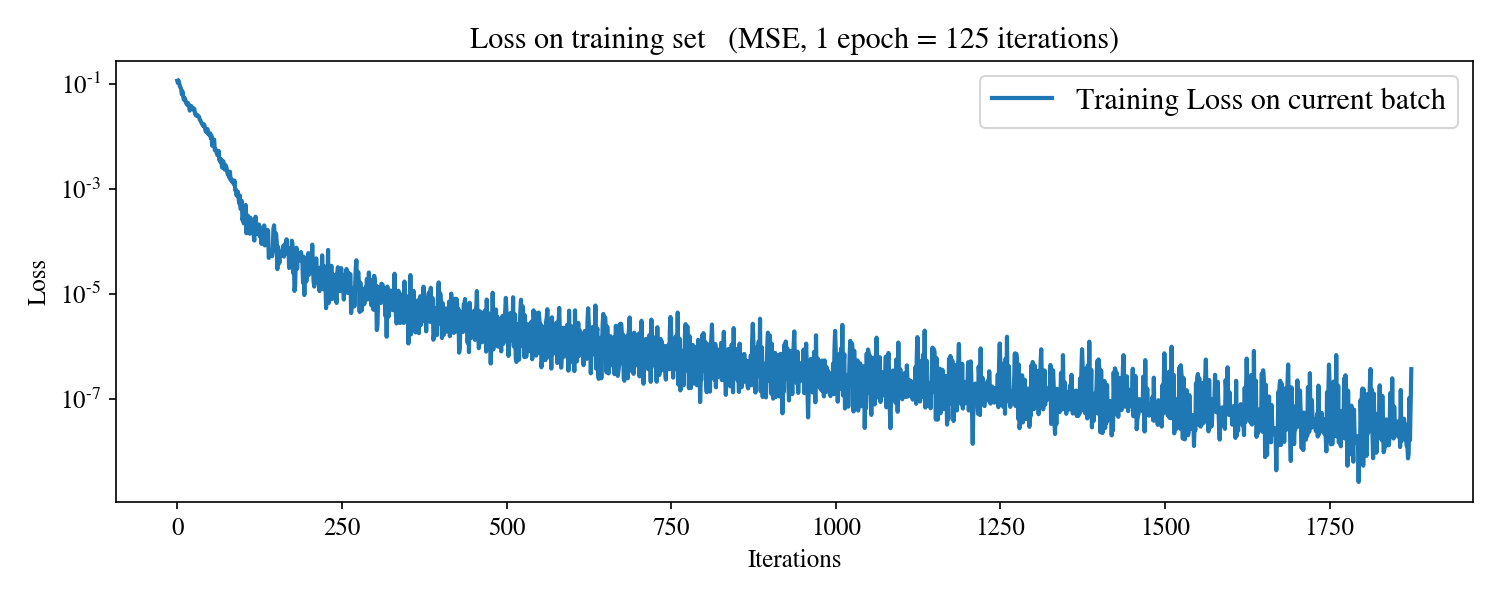 Loss on training set (MSE, 1 epoch = 125 iterations)
Training Loss on current batch
Loss
10⁻¹
10⁻³
10⁻⁵
10⁻⁷
0 250 500 750 1000 1250 1500 1750
Iterations